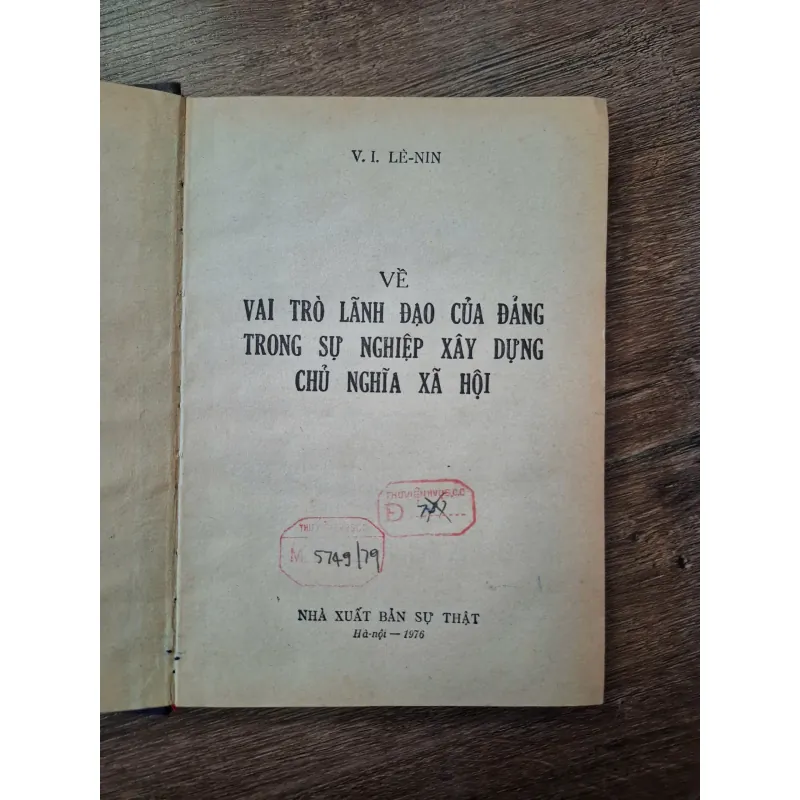 V. I. LÊ-NIN
VỀ
VAI TRÒ LÃNH ĐẠO CỦA ĐẢNG
TRONG SỰ NGHIỆP XÂY DỰNG
CHỦ NGHĨA XÃ HỘI
Đ
M 5749/79
NHÀ XUẤT BẢN SỰ THẬT
Hà-nội — 1976